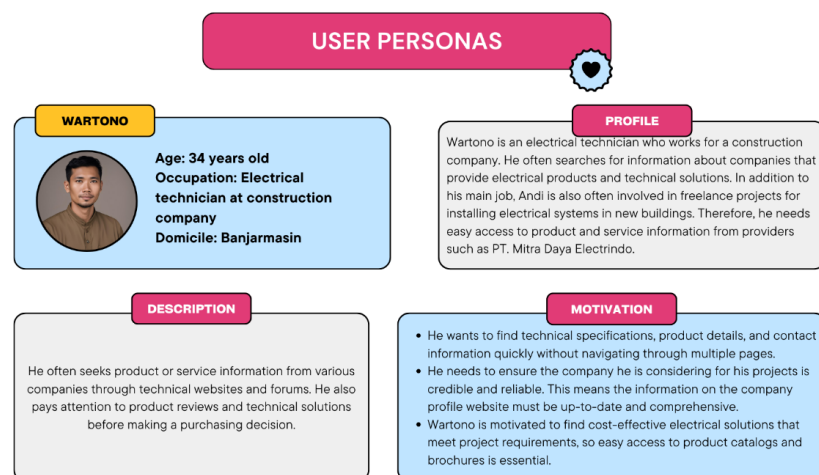 USER PERSONAS
WARTONO
Age: 34 years old
Occupation: Electrical
technician at construction
company
Domicile: Banjarmasin
PROFILE
Wartono is an electrical technician who works for a construction
company. He often searches for information about companies that
provide electrical products and technical solutions. In addition to
his main job, Andi is also often involved in freelance projects for
installing electrical systems in new buildings. Therefore, he needs
easy access to product and service information from providers
such as PT. Mitra Daya Electrindo.
DESCRIPTION
He often seeks product or service information from various
companies through technical websites and forums. He also
pays attention to product reviews and technical solutions
before making a purchasing decision.
MOTIVATION
• He wants to find technical specifications, product details, and contact
information quickly without navigating through multiple pages.
• He needs to ensure the company he is considering for his projects is
credible and reliable. This means the information on the company
profile website must be up-to-date and comprehensive.
• Wartono is motivated to find cost-effective electrical solutions that
meet project requirements, so easy access to product catalogs and
brochures is essential.